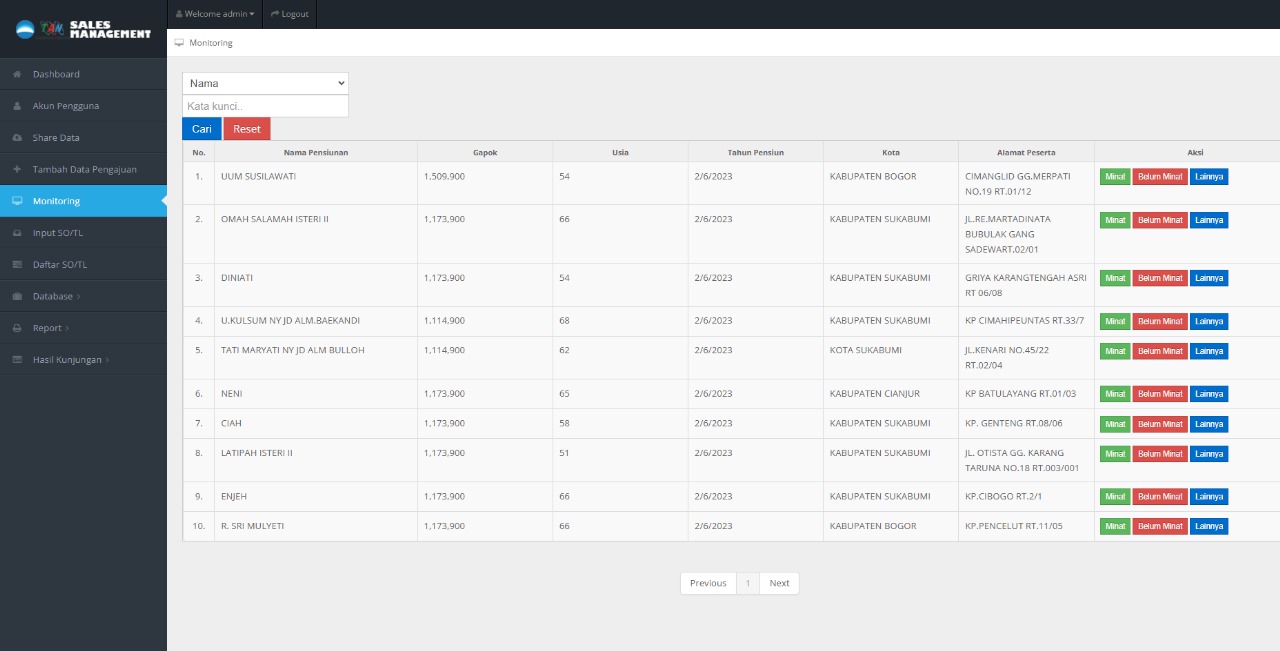 TAN SALES
MANAGEMENT
Welcome admin
Logout
Monitoring
Dashboard
Akun Pengguna
Share Data
Tambah Data Pengajuan
Monitoring
Input SO/TL
Daftar SO/TL
Database
Report
Hasil Kunjungan
Nama
Kata kunci..
Cari Reset
No. Nama Pensiunan Gapok Usia Tahun Pensiun Kota Alamat Peserta Aksi
1. UUM SUSILAWATI 1,509,900 54 2/6/2023 KABUPATEN BOGOR CIMANGLID GG.MERPATI Minat Belum Minat Lainnya
NO.19 RT.01/12
2. OMAH SALAMAH ISTERI II 1,173,900 66 2/6/2023 KABUPATEN SUKABUMI JL.RE.MARTADINATA Minat Belum Minat Lainnya
BUBULAK GANG
SADEWART.02/01
3. DINIATI 1,173,900 54 2/6/2023 KABUPATEN SUKABUMI GRIYA KARANGTENGAH ASRI Minat Belum Minat Lainnya
RT 06/08
4. U.KULSUM NY JD ALM.BAEKANDI 1,114,900 68 2/6/2023 KABUPATEN SUKABUMI KP CIMAHIPEUNTAS RT.33/7 Minat Belum Minat Lainnya
5. TATI MARYATI NY JD ALM BULLOH 1,114,900 62 2/6/2023 KOTA SUKABUMI JL.KENARI NO.45/22 Minat Belum Minat Lainnya
RT.02/04
6. NENI 1,173,900 65 2/6/2023 KABUPATEN CIANJUR KP BATULAYANG RT.01/03 Minat Belum Minat Lainnya
7. CIAH 1,173,900 58 2/6/2023 KABUPATEN SUKABUMI KP. GENTENG RT.08/06 Minat Belum Minat Lainnya
8. LATIPAH ISTERI II 1,173,900 51 2/6/2023 KABUPATEN SUKABUMI JL. OTISTA GG. KARANG Minat Belum Minat Lainnya
TARUNA NO.18 RT.003/001
9. ENJEH 1,173,900 66 2/6/2023 KABUPATEN SUKABUMI KP.CIBOGO RT.2/1 Minat Belum Minat Lainnya
10. R. SRI MULYETI 1,173,900 66 2/6/2023 KABUPATEN BOGOR KP.PENCELUT RT.11/05 Minat Belum Minat Lainnya
Previous 1 Next